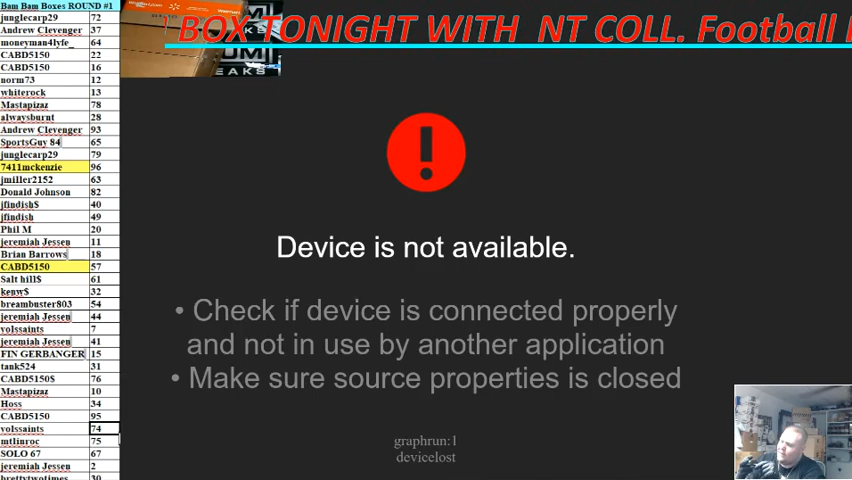 Bam Bam Boxes ROUND #1
junglecarp29 72
Andrew Clevenger 37
moneyman4lyfe_ 64
CABD5150 22
CABD5150 16
norm73 12
whiterock 13
Mastapizaz 78
alwaysburnt 28
Andrew Clevenger 93
SportsGuy 84 65
junglecarp29 79
7411mckenzie 96
jmiller2152 63
Donald Johnson 82
jfindish$ 40
jfindish 49
Phil M 20
jeremiah Jessen 11
Brian Barrows 18
CABD5150 57
Salt hill$ 61
kenw$ 32
breambuster803 54
jeremiah Jessen 44
volssaints 7
jeremiah Jessen 41
FIN GERBANGER 15
tank524 31
CABD5150$ 76
Mastapizaz 10
Hoss 34
CABD5150 95
volssaints 74
mtlinroc 75
SOLO 67 67
jeremiah Jessen 2
brettytwotimes 30
BOX TONIGHT WITH NT COLL. Football
Device is not available.
• Check if device is connected properly
and not in use by another application
• Make sure source properties is closed
graphrun:1
devicelost